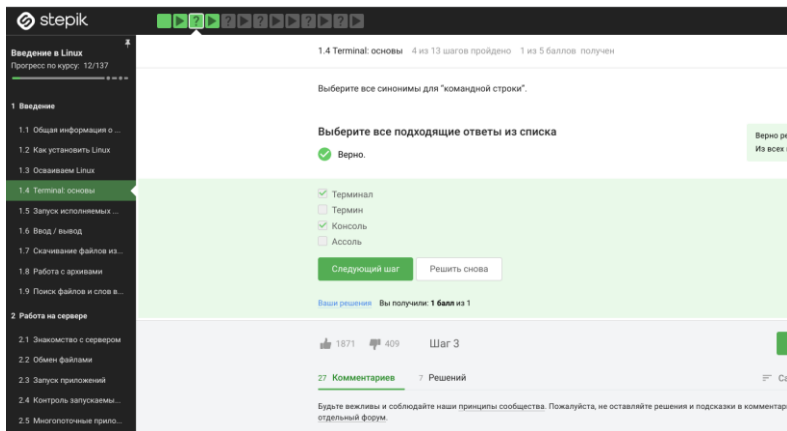 stepik
Введение в Linux
Прогресс по курсу: 12/137
1 Введение
1.1 Общая информация о ...
1.2 Как установить Linux
1.3 Осваиваем Linux
1.4 Terminal: основы
1.5 Запуск исполняемых ...
1.6 Ввод / вывод
1.7 Скачивание файлов из...
1.8 Работа с архивами
1.9 Поиск файлов и слов в...
2 Работа на сервере
2.1 Знакомство с сервером
2.2 Обмен файлами
2.3 Запуск приложений
2.4 Контроль запускаемы...
2.5 Многопоточные прило...
1.4 Terminal: основы 4 из 13 шагов пройдено 1 из 5 баллов получен
Выберите все синонимы для "командной строки".
Выберите все подходящие ответы из списка
Верно.
Верно
Из всех
Терминал
Термин
Консоль
Ассоль
Следующий шаг Решить снова
Ваши решения Вы получили: 1 балл из 1
1871 409 Шаг 3
27 Комментариев 7 Решений
Будьте вежливы и соблюдайте наши принципы сообщества. Пожалуйста, не оставляйте решения и подсказки в
отдельный форум.